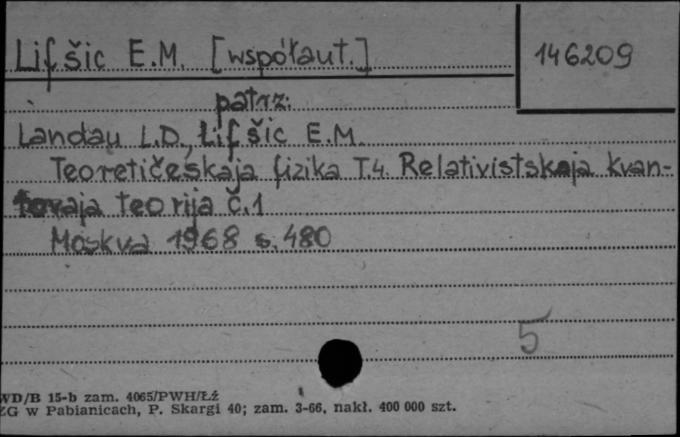 Lifšic E.M. [współaut.]
146209
patrz:
Landau L.D., Lifšic E.M.
Teoretičeskaja fizika T.4. Relativistskaja kvan-
tovaja teorija č.1
Moskva 1968 s. 480
5
WD/B 15-b zam. 4065/PWH/Łź
ZG w Pabianicach, P. Skargi 40; zam. 3-66, nakł. 400 000 szt.